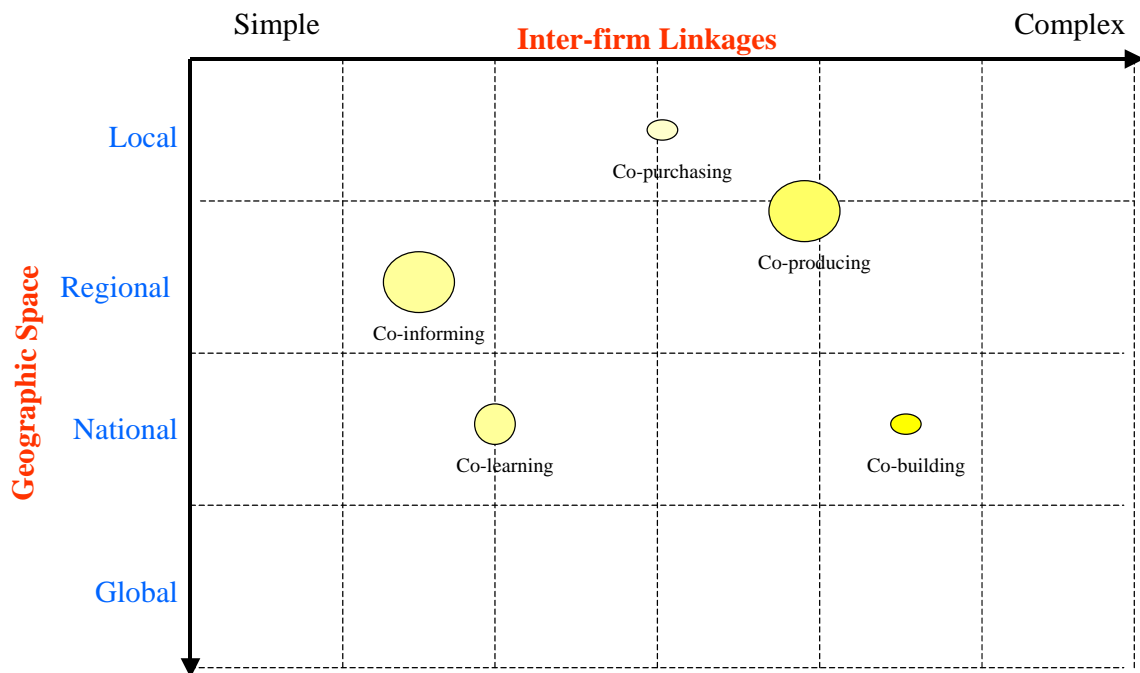 Simple
Inter-firm Linkages
Complex
Local
Co-purchasing
Co-producing
Regional
Co-informing
Geographic Space
National
Co-learning
Co-building
Global